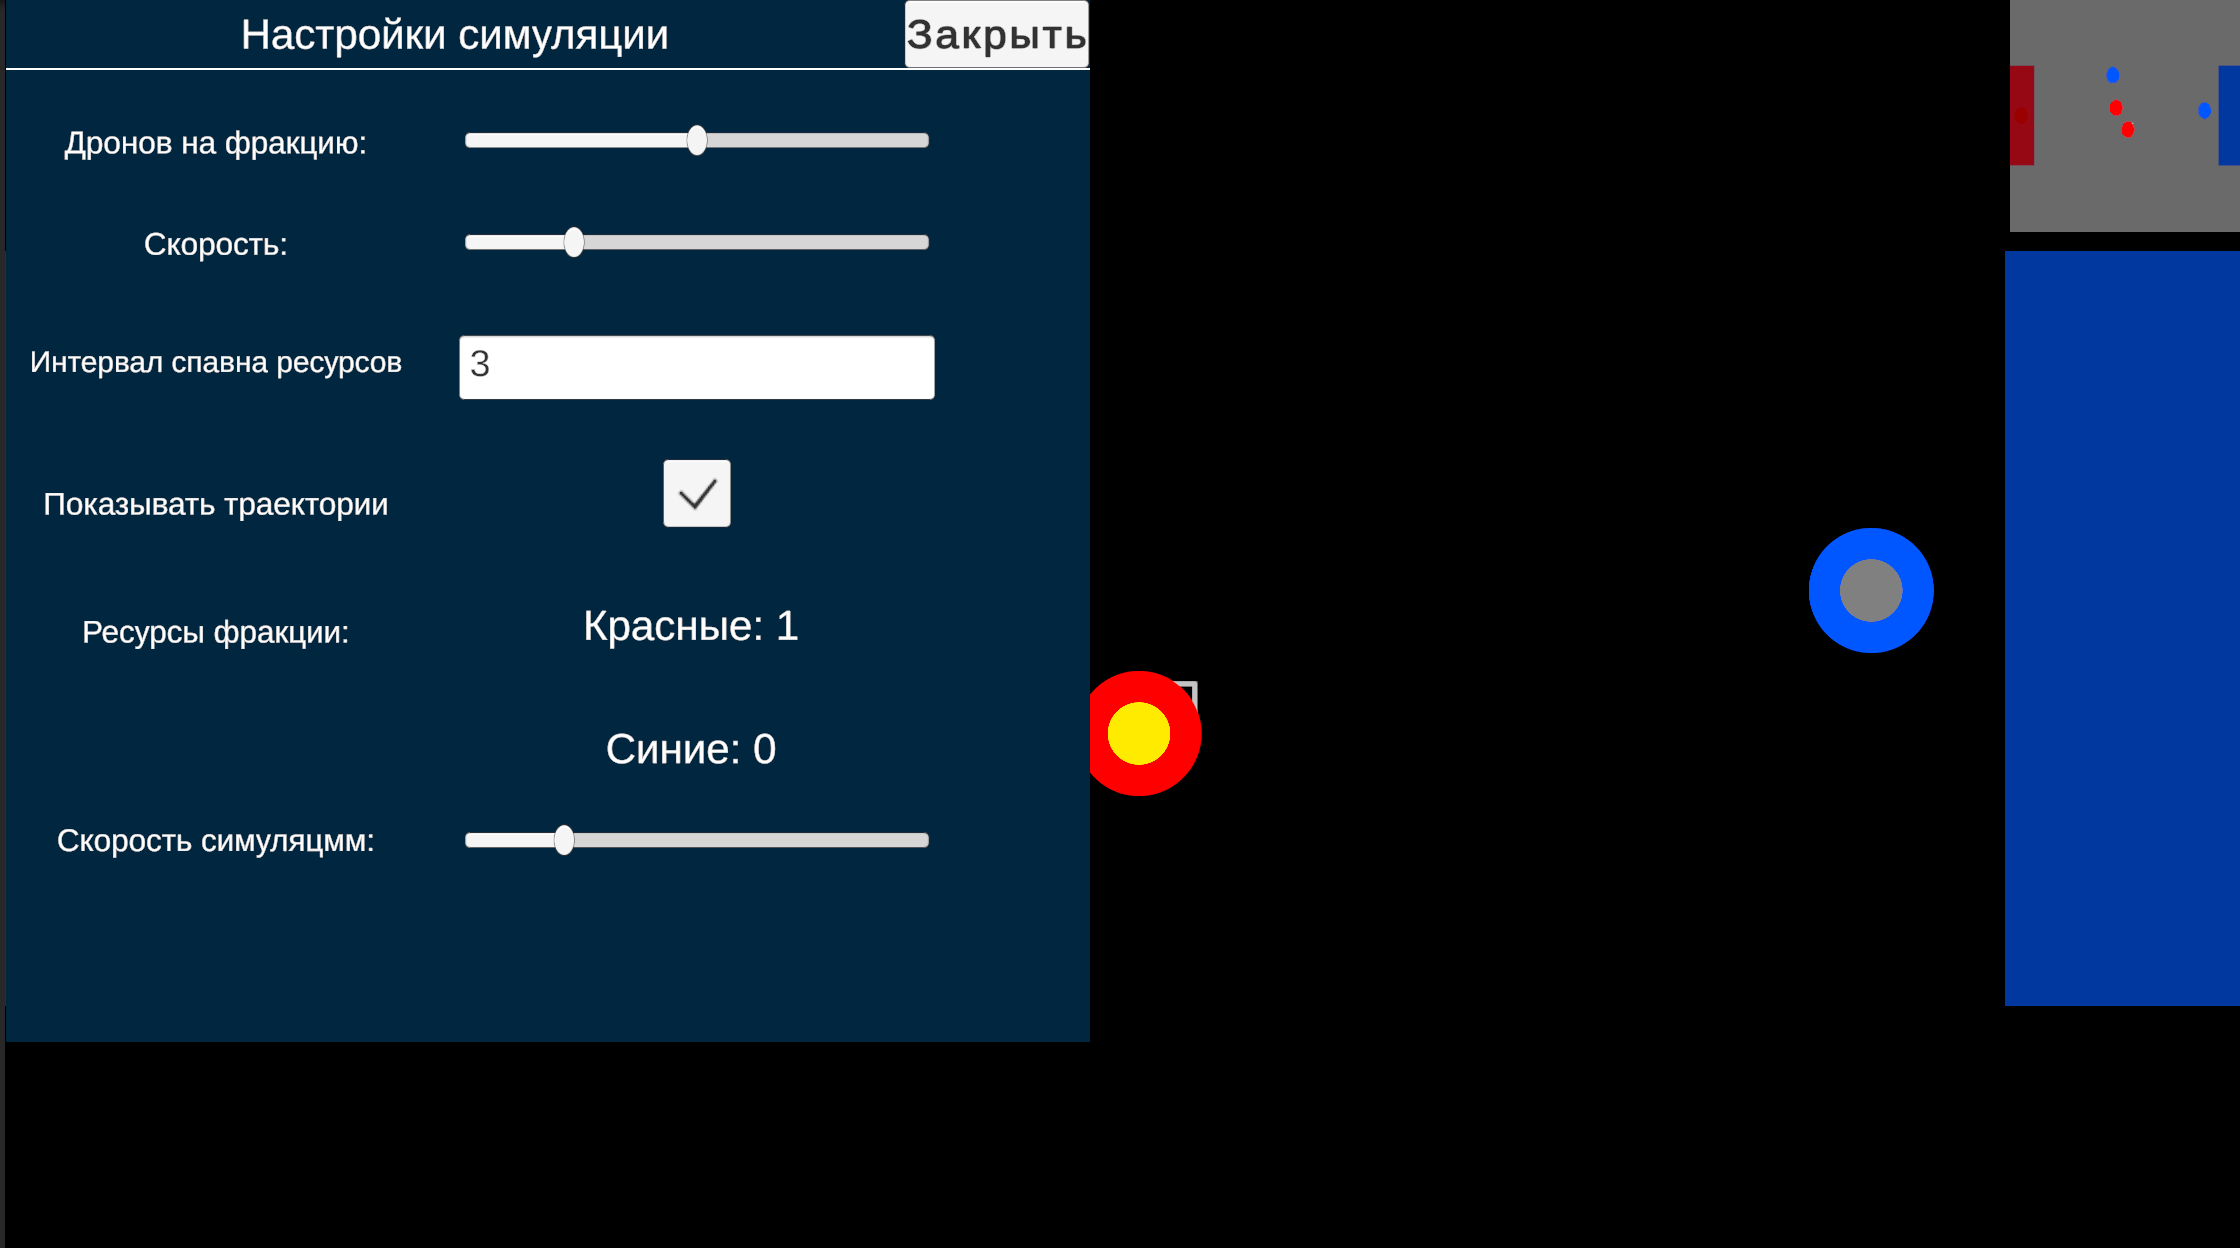 Настройки симуляции
Закрыть
Дронов на фракцию:
Скорость:
Интервал спавна ресурсов
3
Показывать траектории
Ресурсы фракции:
Красные: 1
Синие: 0
Скорость симуляцмм: